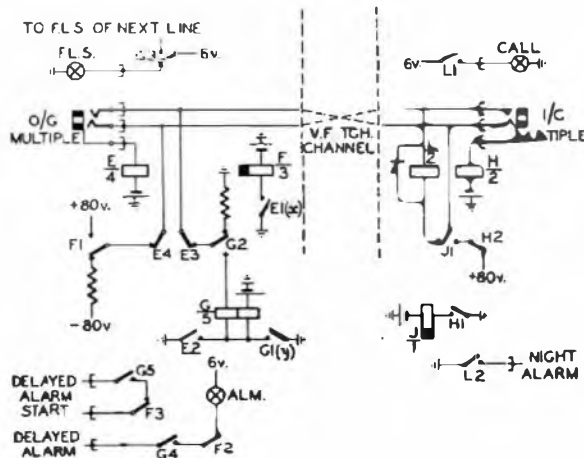 TO F.L.S OF NEXT LINE
F.L.S.
6v.
6v.
L1
CALL
O/G
MULTIPLE
I/G
V.F TGH.
CHANNEL
E
4
F
3
2
H
2
E1(x)
+80v.
F1
E4
E3
G2
J1
H2
+80v.
-80v
G
5
E2
G1(y)
J
1
H1
L2
NIGHT
ALARM
6v.
ALM.
DELAYED
ALARM
START
G5
F3
DELAYED
ALARM
G4
F2